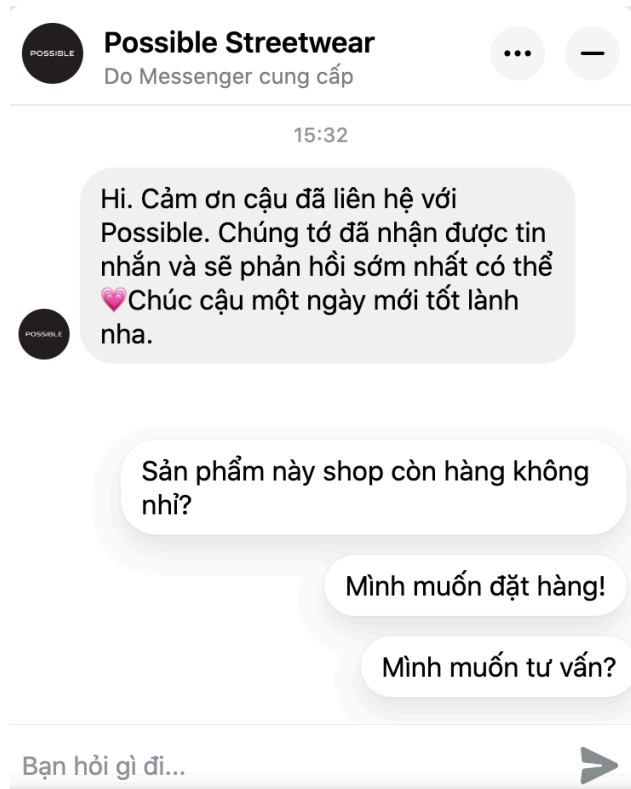 POSSIBLE
Possible Streetwear
Do Messenger cung cấp
15:32
Hi. Cảm ơn cậu đã liên hệ với
Possible. Chúng tớ đã nhận được tin
nhắn và sẽ phản hồi sớm nhất có thể
💗Chúc cậu một ngày mới tốt lành
nha.
POSSIBLE
Sản phẩm này shop còn hàng không
nhỉ?
Mình muốn đặt hàng!
Mình muốn tư vấn?
Bạn hỏi gì đi...